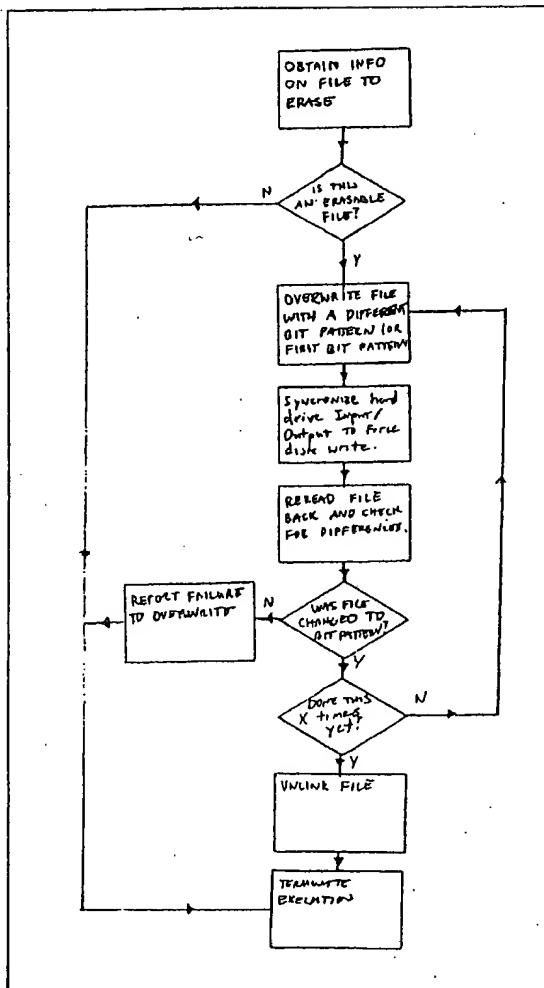 OBTAIN INFO
ON FILE TO
ERASE
IS THIS
AN ERASABLE
FILE?
N
Y
OVERWRITE FILE
WITH A DIFFERENT
BIT PATTERN (OR
FIRST BIT PATTERN
SYNCRONIZE hard
drive Input/
Output TO Force
disk write.
REREAD FILE
BACK AND CHECK
FOR DIFFERENCES.
REPORT FAILURE
TO OVERWRITE
N
WAS FILE
CHANGED TO
BIT PATTERN?
Y
DONE THIS
X times
yet?
N
Y
UNLINK FILE
TERMINATE
EXECUTION